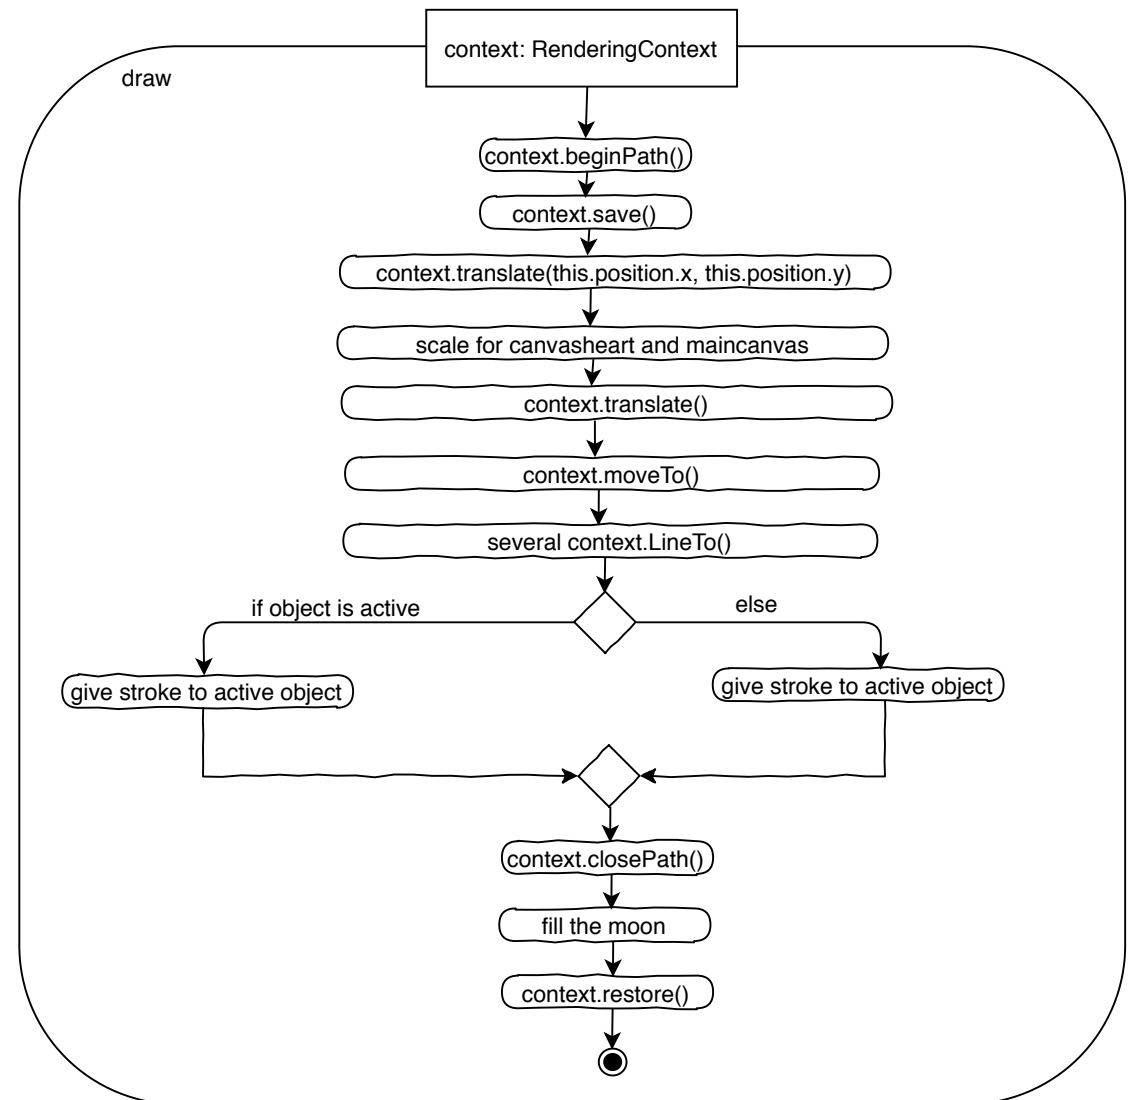 context: RenderingContext
draw
context.beginPath()
context.save()
context.translate(this.position.x, this.position.y)
scale for canvasheart and maincanvas
context.translate()
context.moveTo()
several context.LineTo()
if object is active
else
give stroke to active object
give stroke to active object
context.closePath()
fill the moon
context.restore()